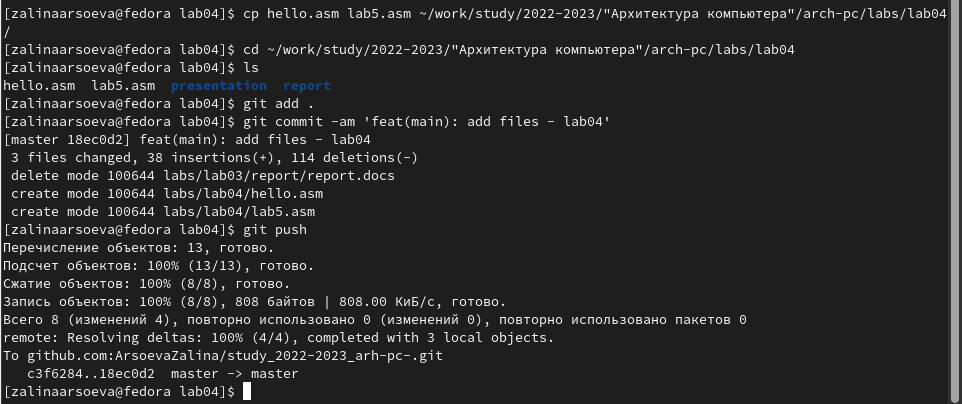 [zalinaarsoeva@fedora lab04]$ cp hello.asm lab5.asm ~/work/study/2022-2023/"Архитектура компьютера"/arch-pc/labs/lab04
/
[zalinaarsoeva@fedora lab04]$ cd ~/work/study/2022-2023/"Архитектура компьютера"/arch-pc/labs/lab04
[zalinaarsoeva@fedora lab04]$ ls
hello.asm  lab5.asm  presentation  report
[zalinaarsoeva@fedora lab04]$ git add .
[zalinaarsoeva@fedora lab04]$ git commit -am 'feat(main): add files - lab04'
[master 18ec0d2] feat(main): add files - lab04
 3 files changed, 38 insertions(+), 114 deletions(-)
 delete mode 100644 labs/lab03/report/report.docs
 create mode 100644 labs/lab04/hello.asm
 create mode 100644 labs/lab04/lab5.asm
[zalinaarsoeva@fedora lab04]$ git push
Перечисление объектов: 13, готово.
Подсчет объектов: 100% (13/13), готово.
Сжатие объектов: 100% (8/8), готово.
Запись объектов: 100% (8/8), 808 байтов | 808.00 КиБ/с, готово.
Всего 8 (изменений 4), повторно использовано 0 (изменений 0), повторно использовано пакетов 0
remote: Resolving deltas: 100% (4/4), completed with 3 local objects.
To github.com:ArsoevaZalina/study_2022-2023_arh-pc-.git
   c3f6284..18ec0d2  master -> master
[zalinaarsoeva@fedora lab04]$